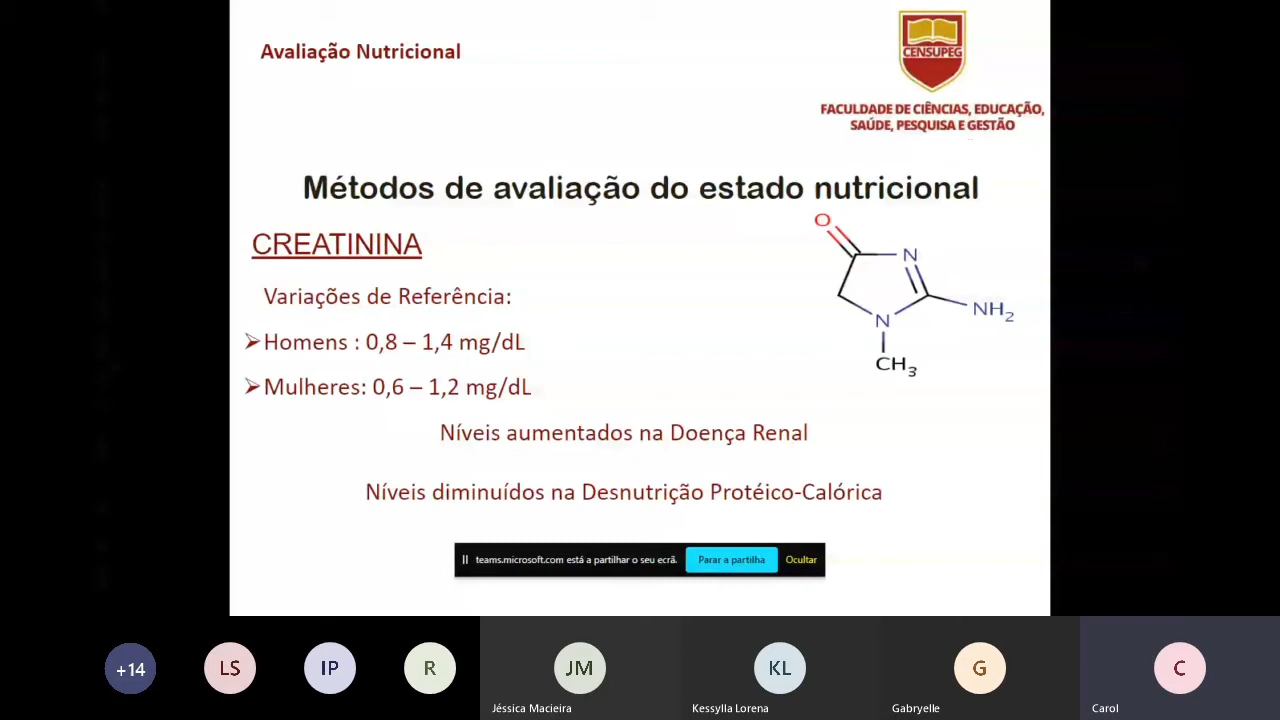 Avaliação Nutricional
CENSUPEG
FACULDADE DE CIÊNCIAS, EDUCAÇÃO,
SAÚDE, PESQUISA E GESTÃO
Métodos de avaliação do estado nutricional
CREATININA
O
N
NH2
N
CH3
Variações de Referência:
➢Homens : 0,8 – 1,4 mg/dL
➢Mulheres: 0,6 – 1,2 mg/dL
Níveis aumentados na Doença Renal
Níveis diminuídos na Desnutrição Protéico-Calórica
teams.microsoft.com está a partilhar o seu ecrã. Parar a partilha Ocultar
+14 LS IP R JM KL G C
Jéssica Macieira Kessylla Lorena Gabryelle Carol